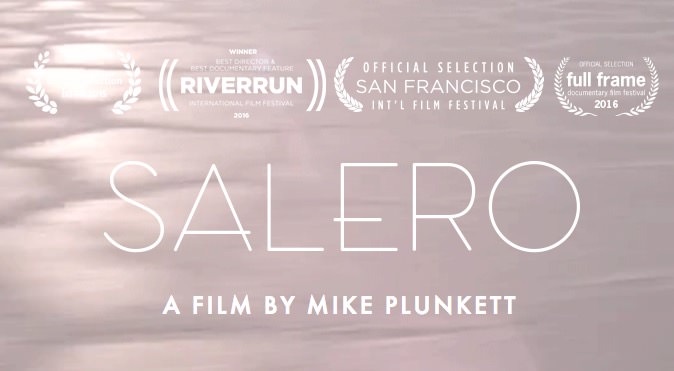 WINNER
BEST DIRECTOR &
BEST DOCUMENTARY FEATURE
RIVERRUN
INTERNATIONAL FILM FESTIVAL
2016
OFFICIAL SELECTION
SAN FRANCISCO
INT'L FILM FESTIVAL
OFFICIAL SELECTION
full frame
documentary film festival
2016
SALERO
A FILM BY MIKE PLUNKETT